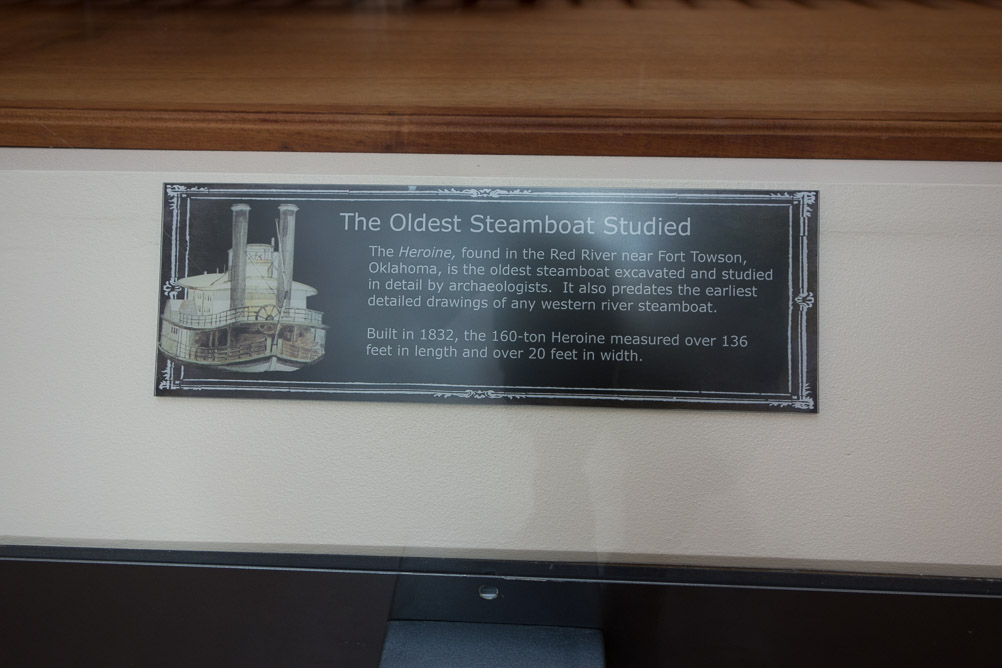 The Oldest Steamboat Studied
The Heroine, found in the Red River near Fort Towson,
Oklahoma, is the oldest steamboat excavated and studied
in detail by archaeologists.  It also predates the earliest
detailed drawings of any western river steamboat.
Built in 1832, the 160-ton Heroine measured over 136
feet in length and over 20 feet in width.